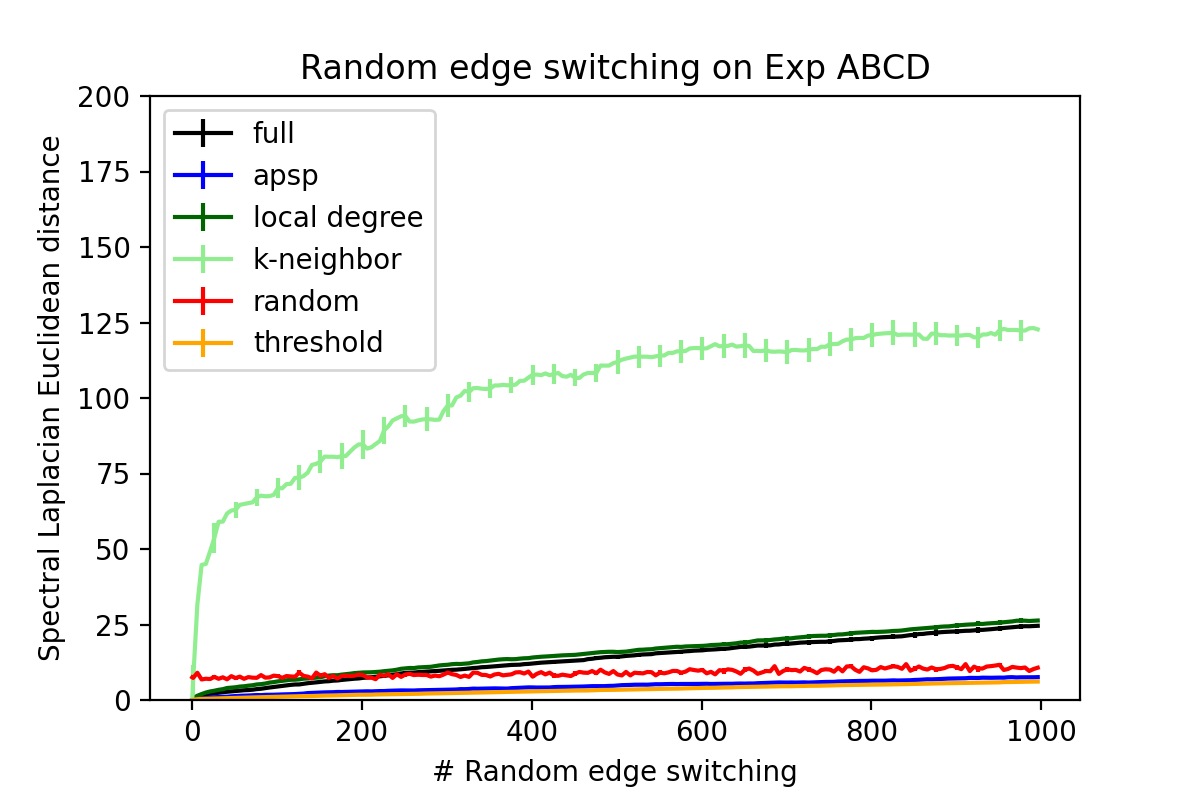 Random edge switching on Exp ABCD
Spectral Laplacian Euclidean distance
200
175
150
125
100
75
50
25
0
full
apsp
local degree
k-neighbor
random
threshold
0 200 400 600 800 1000
# Random edge switching